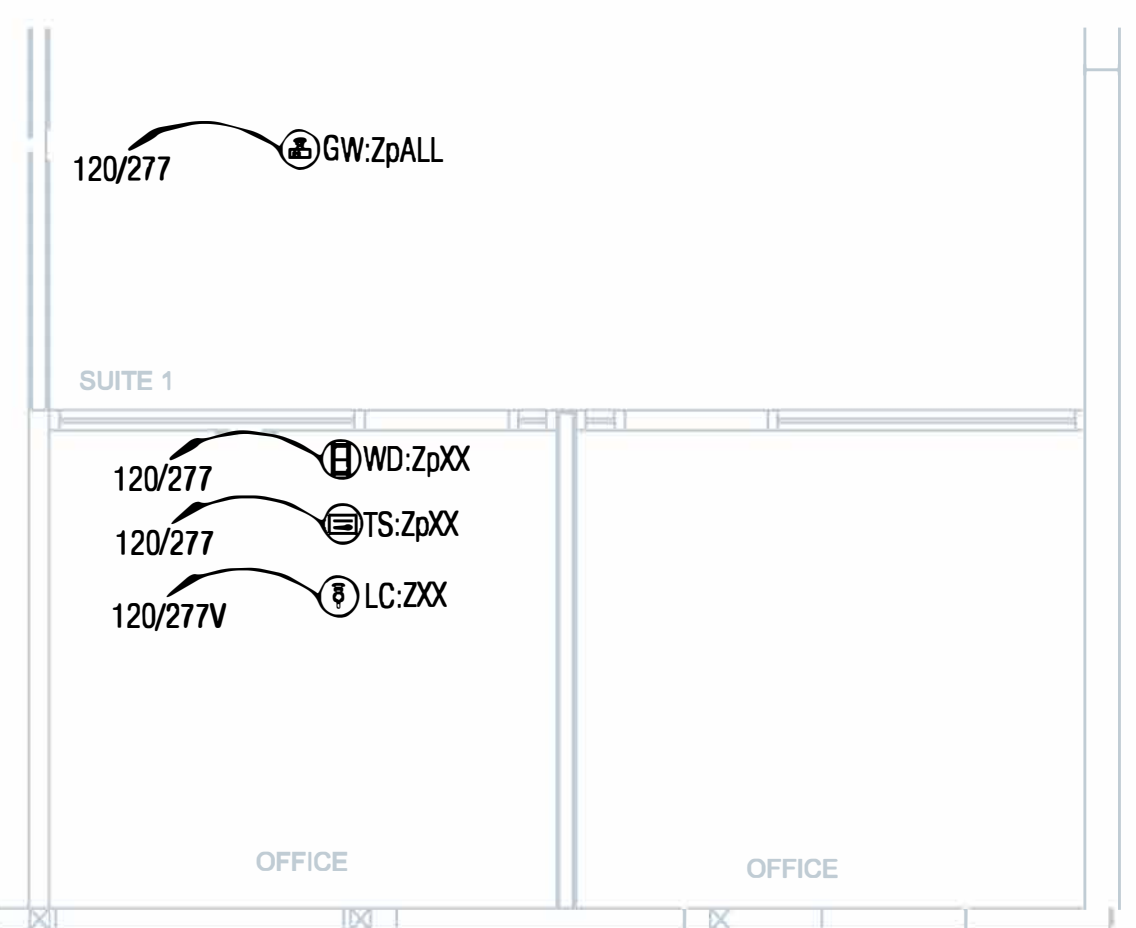 GW:ZpALL
120/277
SUITE 1
WD:ZpXX
120/277
TS:ZpXX
120/277
LC:ZXX
120/277V
OFFICE
OFFICE